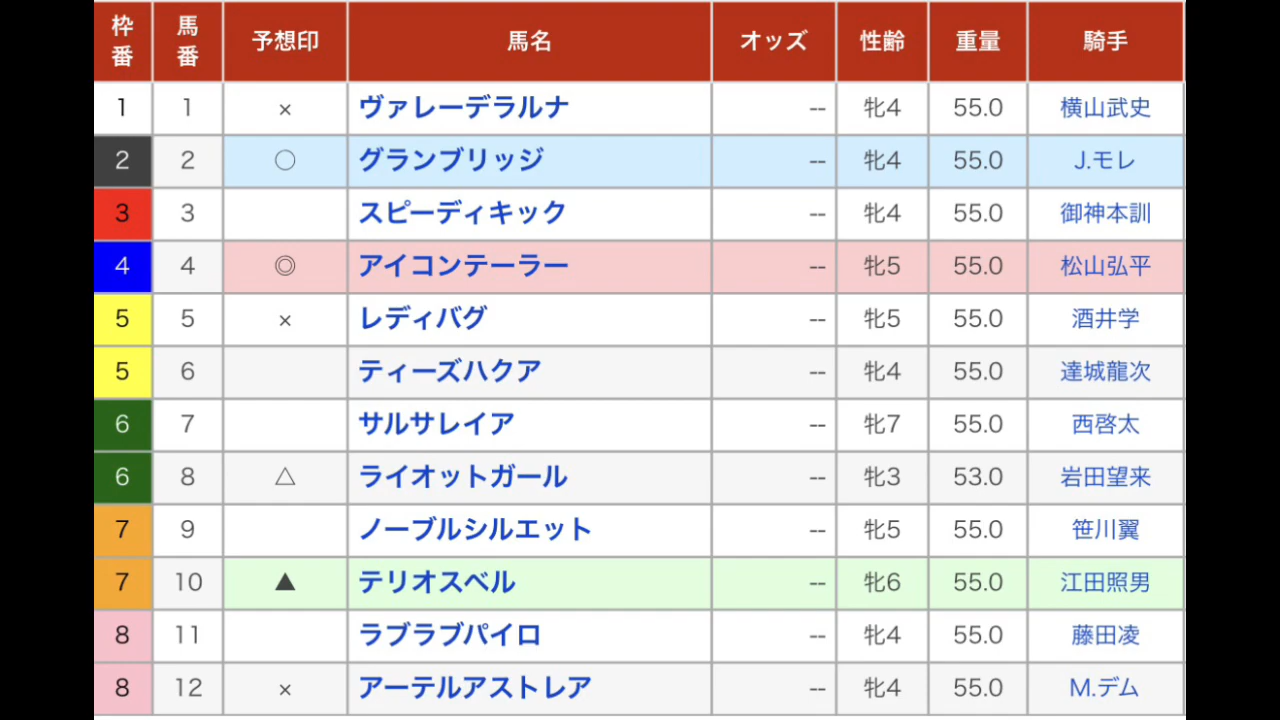 枠番 馬番 予想印 馬名 オッズ 性齢 重量 騎手
1 1 × ヴァレーデラルナ -- 牝4 55.0 横山武史
2 2 ○ グランブリッジ -- 牝4 55.0 J.モレ
3 3 スピーディキック -- 牝4 55.0 御神本訓
4 4 ◎ アイコンテーラー -- 牝5 55.0 松山弘平
5 5 × レディバグ -- 牝5 55.0 酒井学
5 6 ティーズハクア -- 牝4 55.0 達城龍次
6 7 サルサレイア -- 牝7 55.0 西啓太
6 8 △ ライオットガール -- 牝3 53.0 岩田望来
7 9 ノーブルシルエット -- 牝5 55.0 笹川翼
7 10 ▲ テリオスベル -- 牝6 55.0 江田照男
8 11 ラブラブパイロ -- 牝4 55.0 藤田凌
8 12 × アーテルアストレア -- 牝4 55.0 M.デム